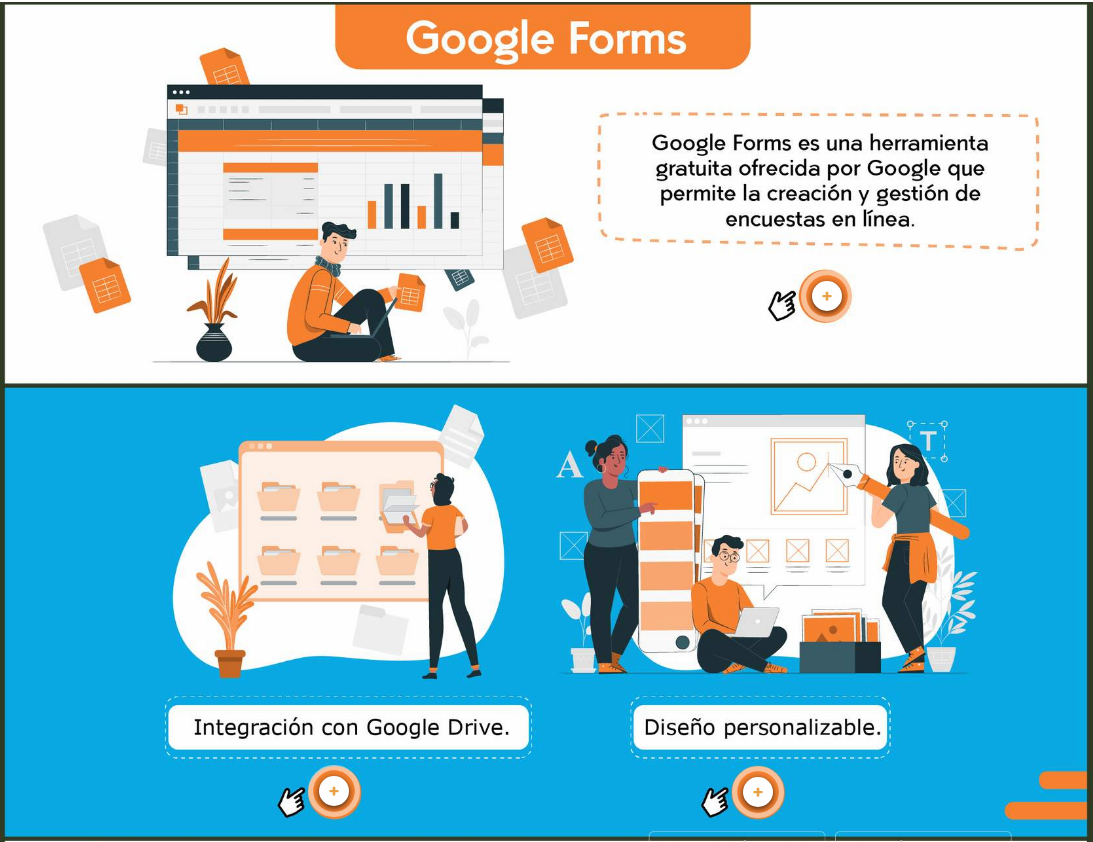 Google Forms
Google Forms es una herramienta
gratuita ofrecida por Google que
permite la creación y gestión de
encuestas en línea.
+
A
T
Integración con Google Drive.
Diseño personalizable.
+
+